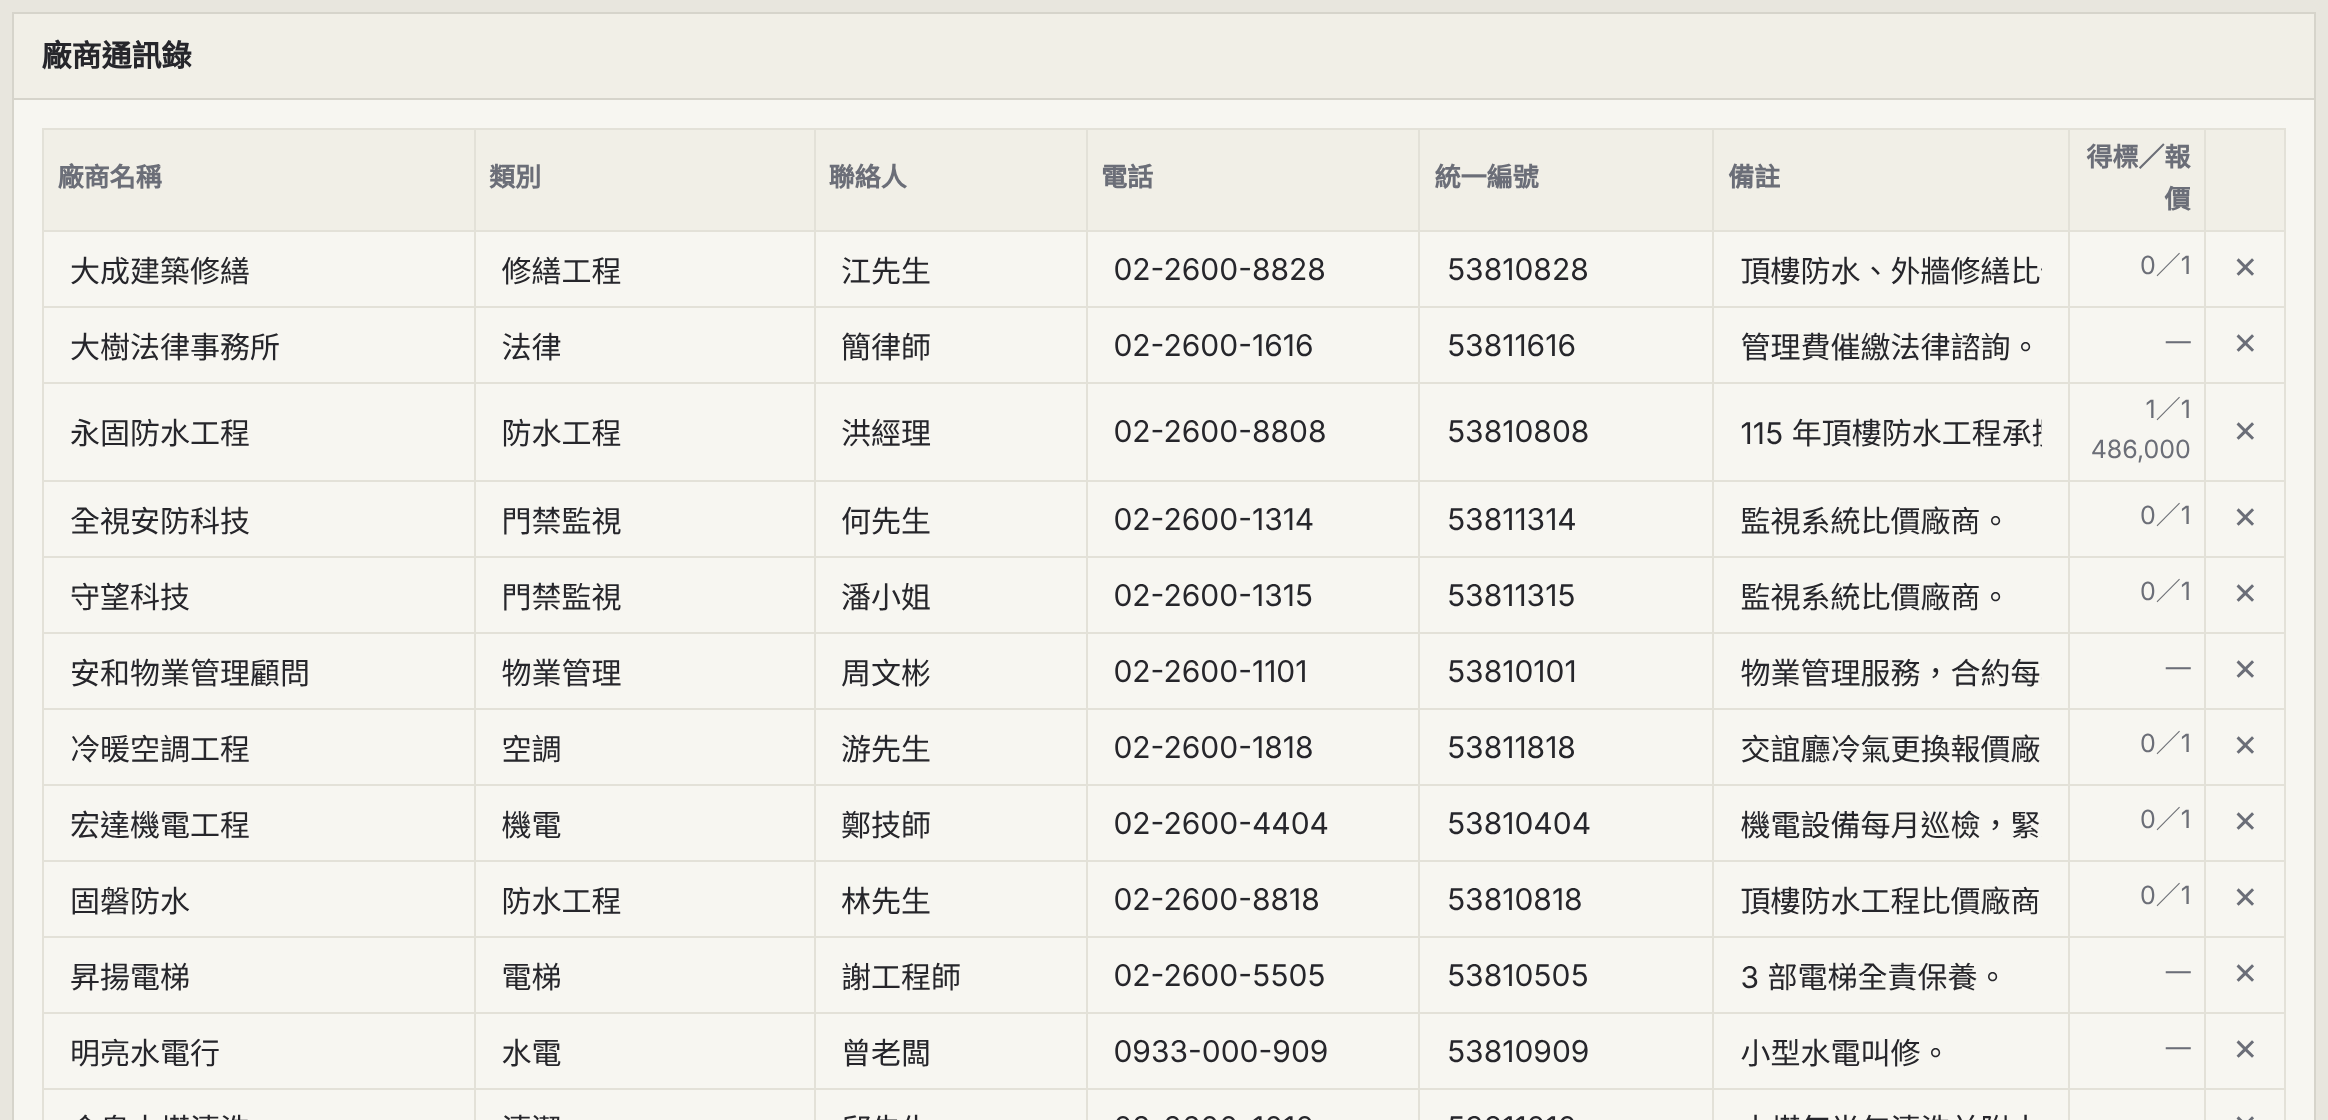 廠商通訊錄
廠商名稱 類別 聯絡人 電話 統一編號 備註 得標／報價
大成建築修繕 修繕工程 江先生 02-2600-8828 53810828 頂樓防水、外牆修繕比 0／1 ✕
大樹法律事務所 法律 簡律師 02-2600-1616 53811616 管理費催繳法律諮詢。 — ✕
永固防水工程 防水工程 洪經理 02-2600-8808 53810808 115 年頂樓防水工程承 1／1 486,000 ✕
全視安防科技 門禁監視 何先生 02-2600-1314 53811314 監視系統比價廠商。 0／1 ✕
守望科技 門禁監視 潘小姐 02-2600-1315 53811315 監視系統比價廠商。 0／1 ✕
安和物業管理顧問 物業管理 周文彬 02-2600-1101 53810101 物業管理服務，合約每 — ✕
冷暖空調工程 空調 游先生 02-2600-1818 53811818 交誼廳冷氣更換報價廠 0／1 ✕
宏達機電工程 機電 鄭技師 02-2600-4404 53810404 機電設備每月巡檢，緊 0／1 ✕
固磐防水 防水工程 林先生 02-2600-8818 53810818 頂樓防水工程比價廠商 0／1 ✕
昇揚電梯 電梯 謝工程師 02-2600-5505 53810505 3 部電梯全責保養。 — ✕
明亮水電行 水電 曾老闆 0933-000-909 53810909 小型水電叫修。 — ✕